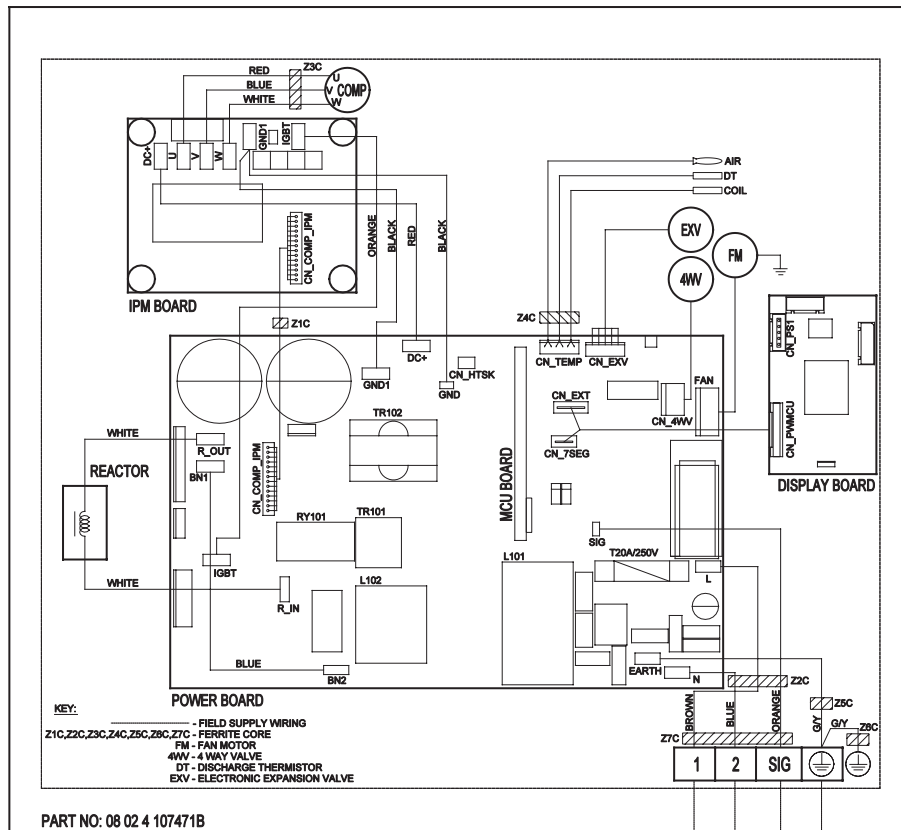 RED
Z3C
BLUE
WHITE
U
V COMP
W
DC+
U
V
W
GND1
IGBT
CN_COMP_IPM
ORANGE
BLACK
RED
BLACK
IPM BOARD
Z1C
AIR
DT
COIL
EXV
FM
4WV
Z4C
CN_TEMP
CN_EXV
CN_PS1
CN_PWMCU
DISPLAY BOARD
GND1
DC+
CN_HTSK
GND
FAN
CN_EXT
CN_4WV
CN_7SEG
TR102
MCU BOARD
WHITE
R_OUT
REACTOR
BN1
CN_COMP_IPM
RY101
TR101
SIG
L101
T20A/250V
L
IGBT
WHITE
L102
R_IN
BLUE
BN2
EARTH
N
Z2C
POWER BOARD
BROWN
BLUE
ORANGE
G/Y
Z5C
G/Y
Z6C
Z7C
1 2 SIG
KEY:
- FIELD SUPPLY WIRING
Z1C,Z2C,Z3C,Z4C,Z5C,Z6C,Z7C - FERRITE CORE
FM - FAN MOTOR
4WV - 4 WAY VALVE
DT - DISCHARGE THERMISTOR
EXV - ELECTRONIC EXPANSION VALVE
PART NO: 08 02 4 107471B